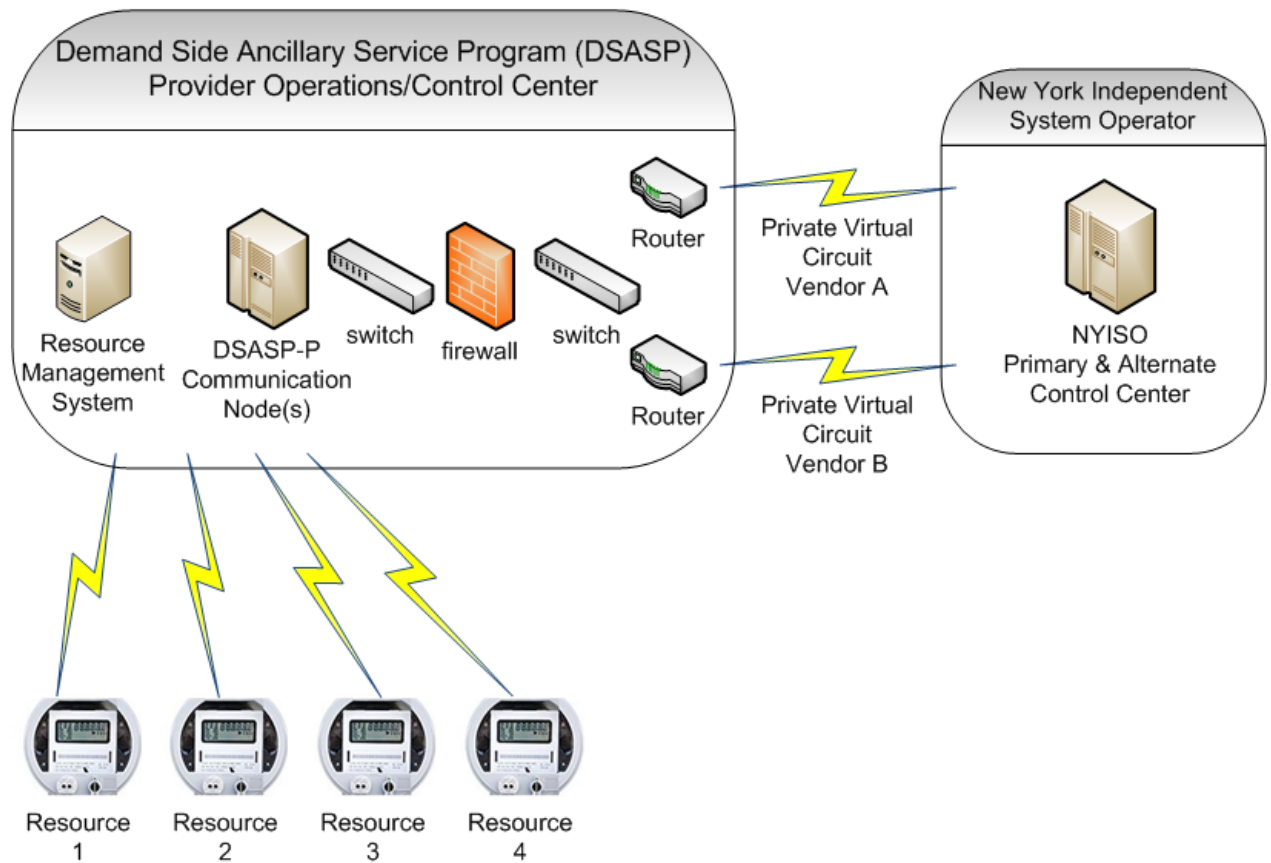 Demand Side Ancillary Service Program (DSASP)
Provider Operations/Control Center
New York Independent
System Operator
Router
Private Virtual
Circuit
Vendor A
Resource
Management
System
DSASP-P
Communication
Node(s)
switch
firewall
switch
Router
Private Virtual
Circuit
Vendor B
NYISO
Primary & Alternate
Control Center
Resource
1
Resource
2
Resource
3
Resource
4